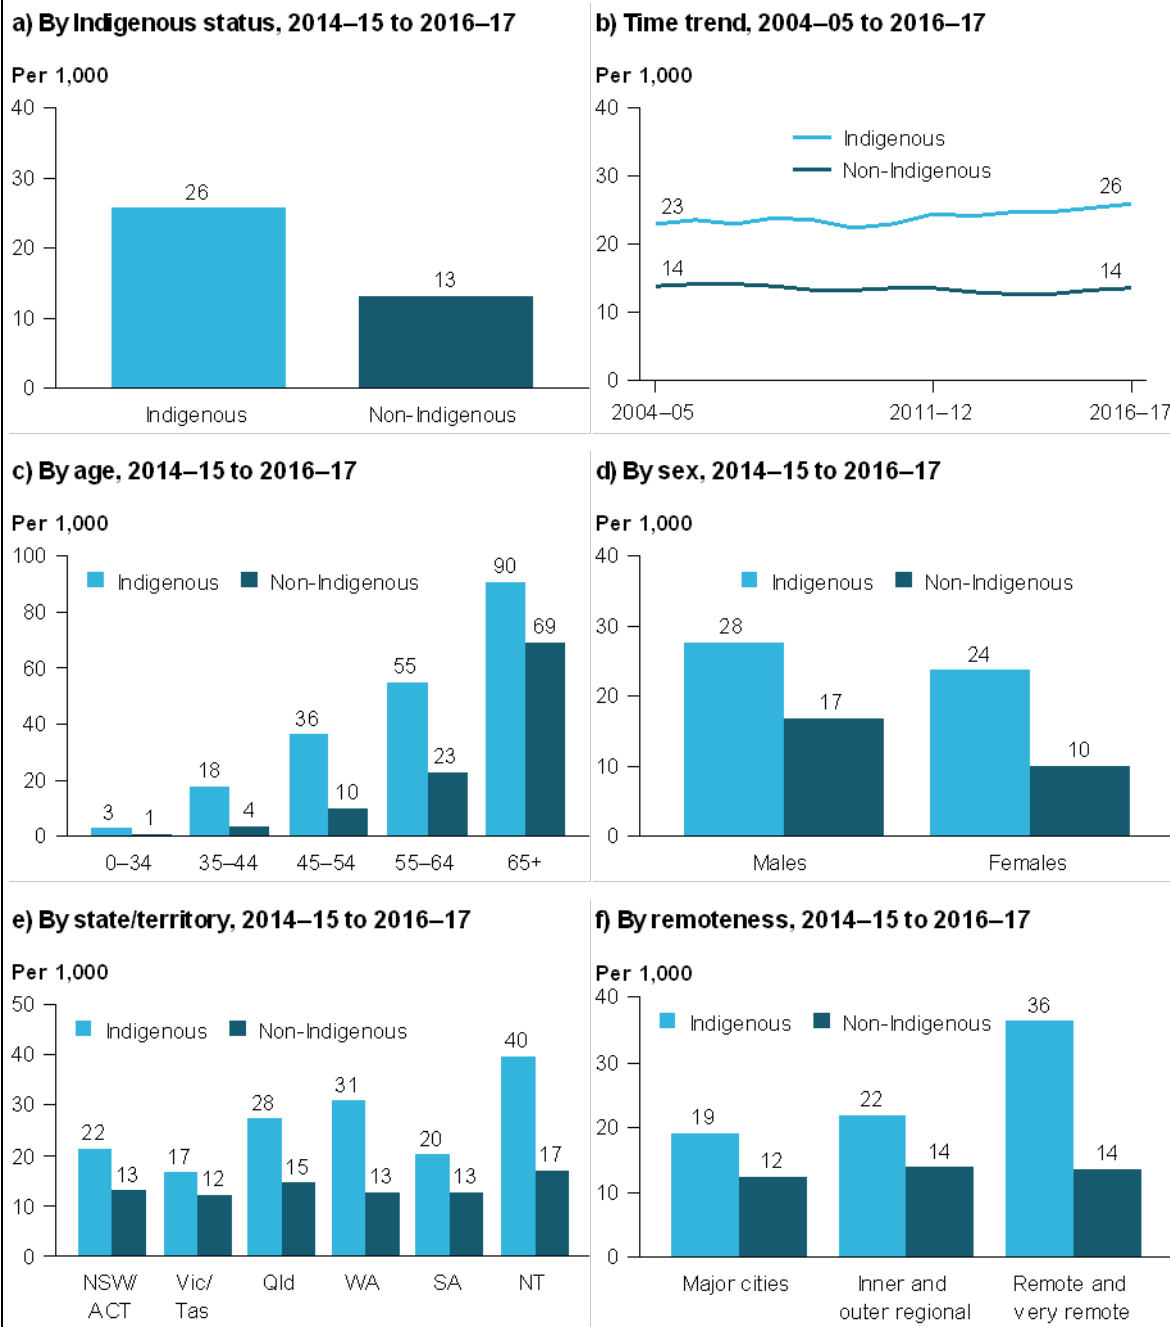 a) By Indigenous status, 2014–15 to 2016–17
Per 1,000
40
30
20
10
0
26
13
Indigenous
Non-Indigenous
b) Time trend, 2004–05 to 2016–17
Per 1,000
40
30
20
10
0
Indigenous
Non-Indigenous
23
26
14
14
2004–05
2011–12
2016–17
c) By age, 2014–15 to 2016–17
Per 1,000
100
80
60
40
20
0
Indigenous
Non-Indigenous
3
1
18
4
36
10
55
23
90
69
0–34
35–44
45–54
55–64
65+
d) By sex, 2014–15 to 2016–17
Per 1,000
40
30
20
10
0
Indigenous
Non-Indigenous
28
17
24
10
Males
Females
e) By state/territory, 2014–15 to 2016–17
Per 1,000
50
40
30
20
10
0
Indigenous
Non-Indigenous
22
13
17
12
28
15
31
13
20
13
40
17
NSW/
ACT
Vic/
Tas
Qld
WA
SA
NT
f) By remoteness, 2014–15 to 2016–17
Per 1,000
40
30
20
10
0
Indigenous
Non-Indigenous
19
12
22
14
36
14
Major cities
Inner and
outer regional
Remote and
very remote